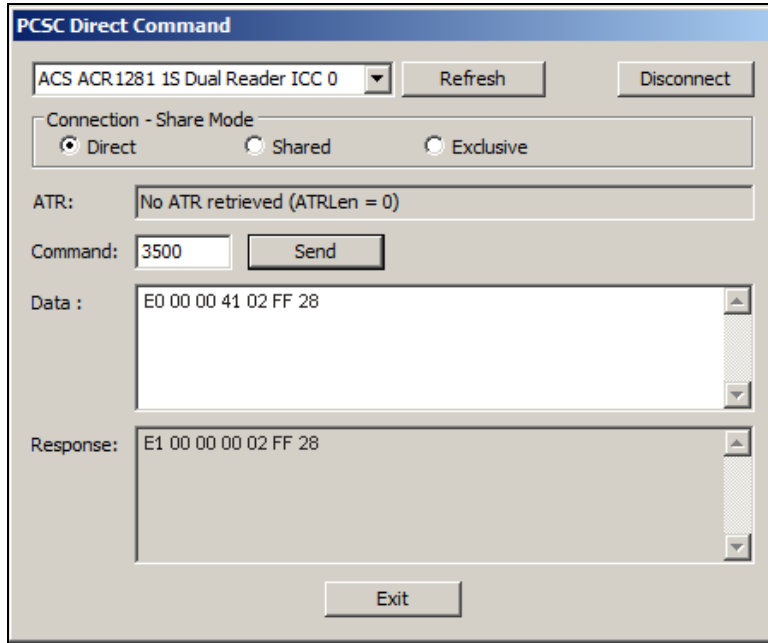 PCSC Direct Command
ACS ACR1281 1S Dual Reader ICC 0 Refresh Disconnect
Connection - Share Mode
Direct Shared Exclusive
ATR: No ATR retrieved (ATRLen = 0)
Command: 3500 Send
Data : E0 00 00 41 02 FF 28
Response: E1 00 00 00 02 FF 28
Exit